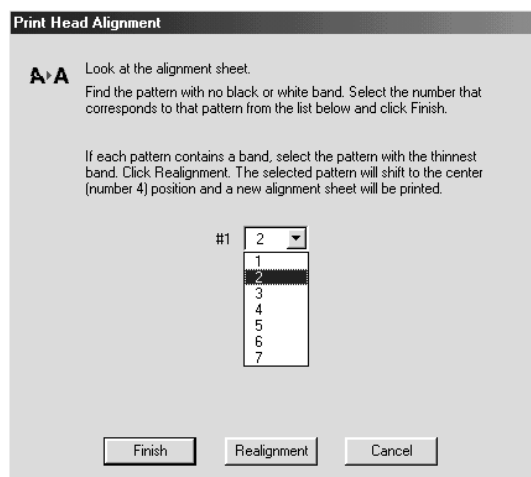 Print Head Alignment
A▸A
Look at the alignment sheet.
Find the pattern with no black or white band. Select the number that
corresponds to that pattern from the list below and click Finish.
If each pattern contains a band, select the pattern with the thinnest
band. Click Realignment. The selected pattern will shift to the center
(number 4) position and a new alignment sheet will be printed.
#1 2
1
2
3
4
5
6
7
Finish Realignment Cancel